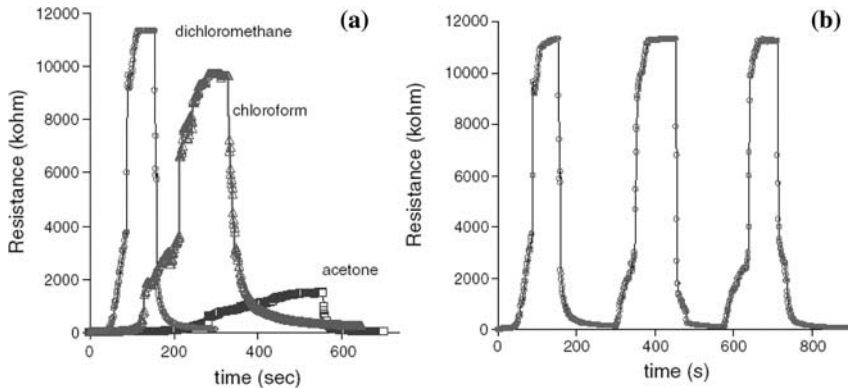 (a)
12000
10000
8000
6000
4000
2000
0
Resistance (kohm)
dichloromethane
chloroform
acetone
0
200
400
600
time (sec)
(b)
12000
10000
8000
6000
4000
2000
0
Resistance (kohm)
0
200
400
600
800
time (s)